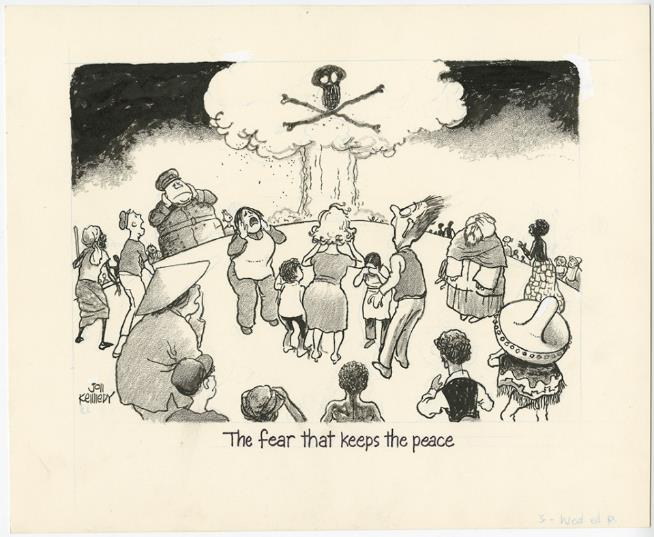 Jon
Kennedy
The fear that keeps the peace